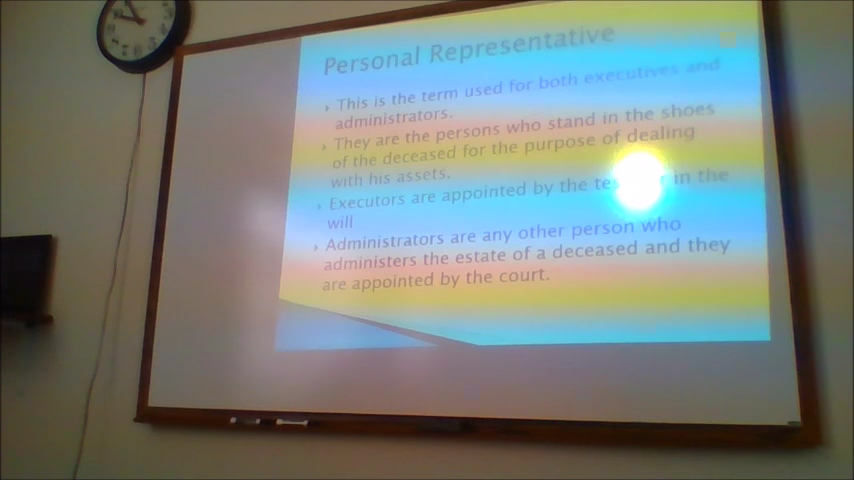 Personal Representative
This is the term used for both executives and
administrators.
They are the persons who stand in the shoes
of the deceased for the purpose of dealing
with his assets.
Executors are appointed by the in the
will
Administrators are any other person who
administers the estate of a deceased and they
are appointed by the court.